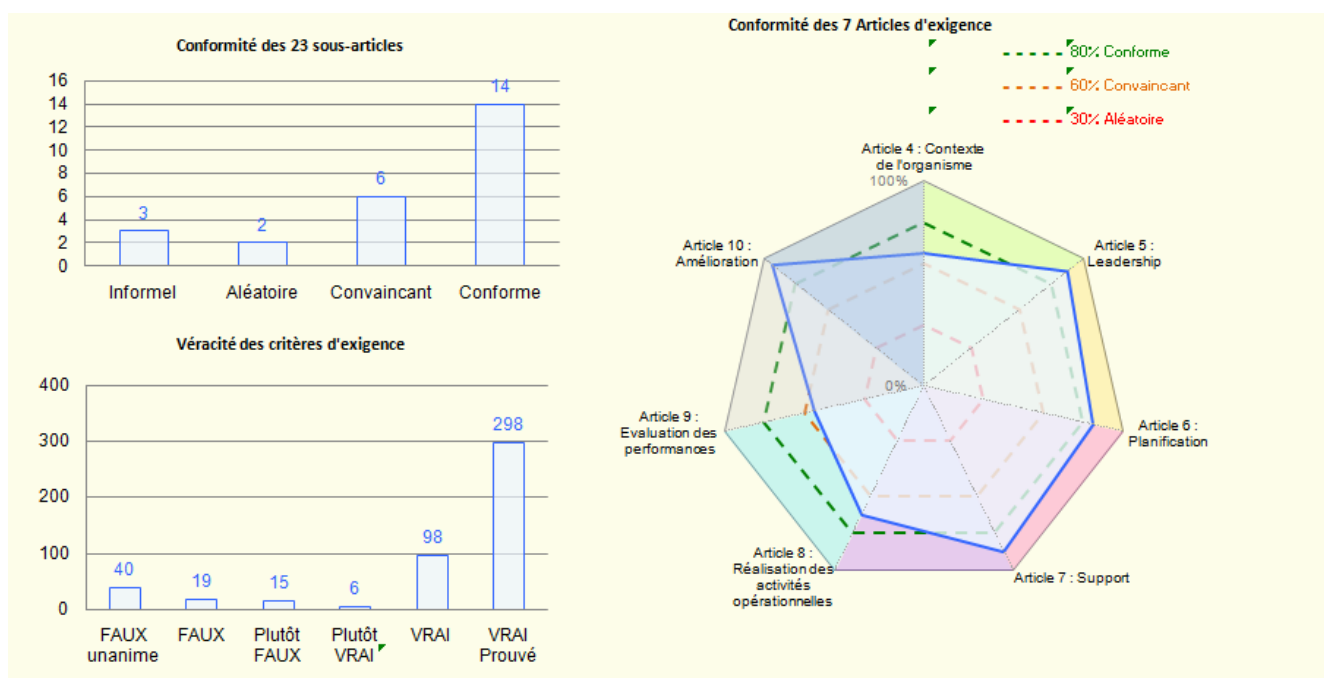 Conformité des 23 sous-articles
16
14
12
10
8
6
4
2
0
3
2
6
14
Informel
Aléatoire
Convaincant
Conforme
Véracité des critères d'exigence
400
300
200
100
0
40
19
15
6
98
298
FAUX
unanime
FAUX
Plutôt
FAUX
Plutôt
VRAI
VRAI
VRAI
Prouvé
Conformité des 7 Articles d'exigence
80% Conforme
60% Convaincant
30% Aléatoire
Article 4 : Contexte
de l'organisme
100%
0%
Article 5 :
Leadership
Article 6 :
Planification
Article 7 : Support
Article 8 :
Réalisation des
activités
opérationnelles
Article 9 :
Evaluation des
performances
Article 10 :
Amélioration